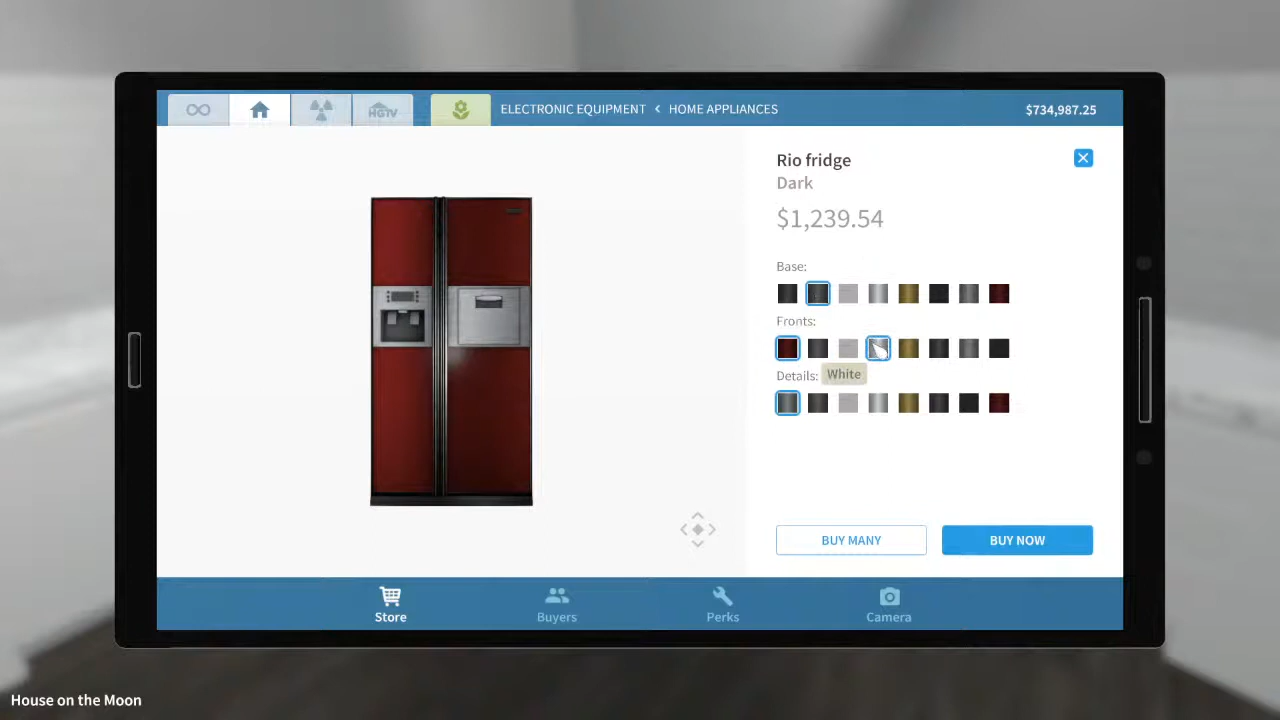 HGTV
ELECTRONIC EQUIPMENT < HOME APPLIANCES
$734,987.25
Rio fridge
Dark
$1,239.54
Base:
Fronts:
Details:
White
BUY MANY
BUY NOW
Store
Buyers
Perks
Camera
House on the Moon